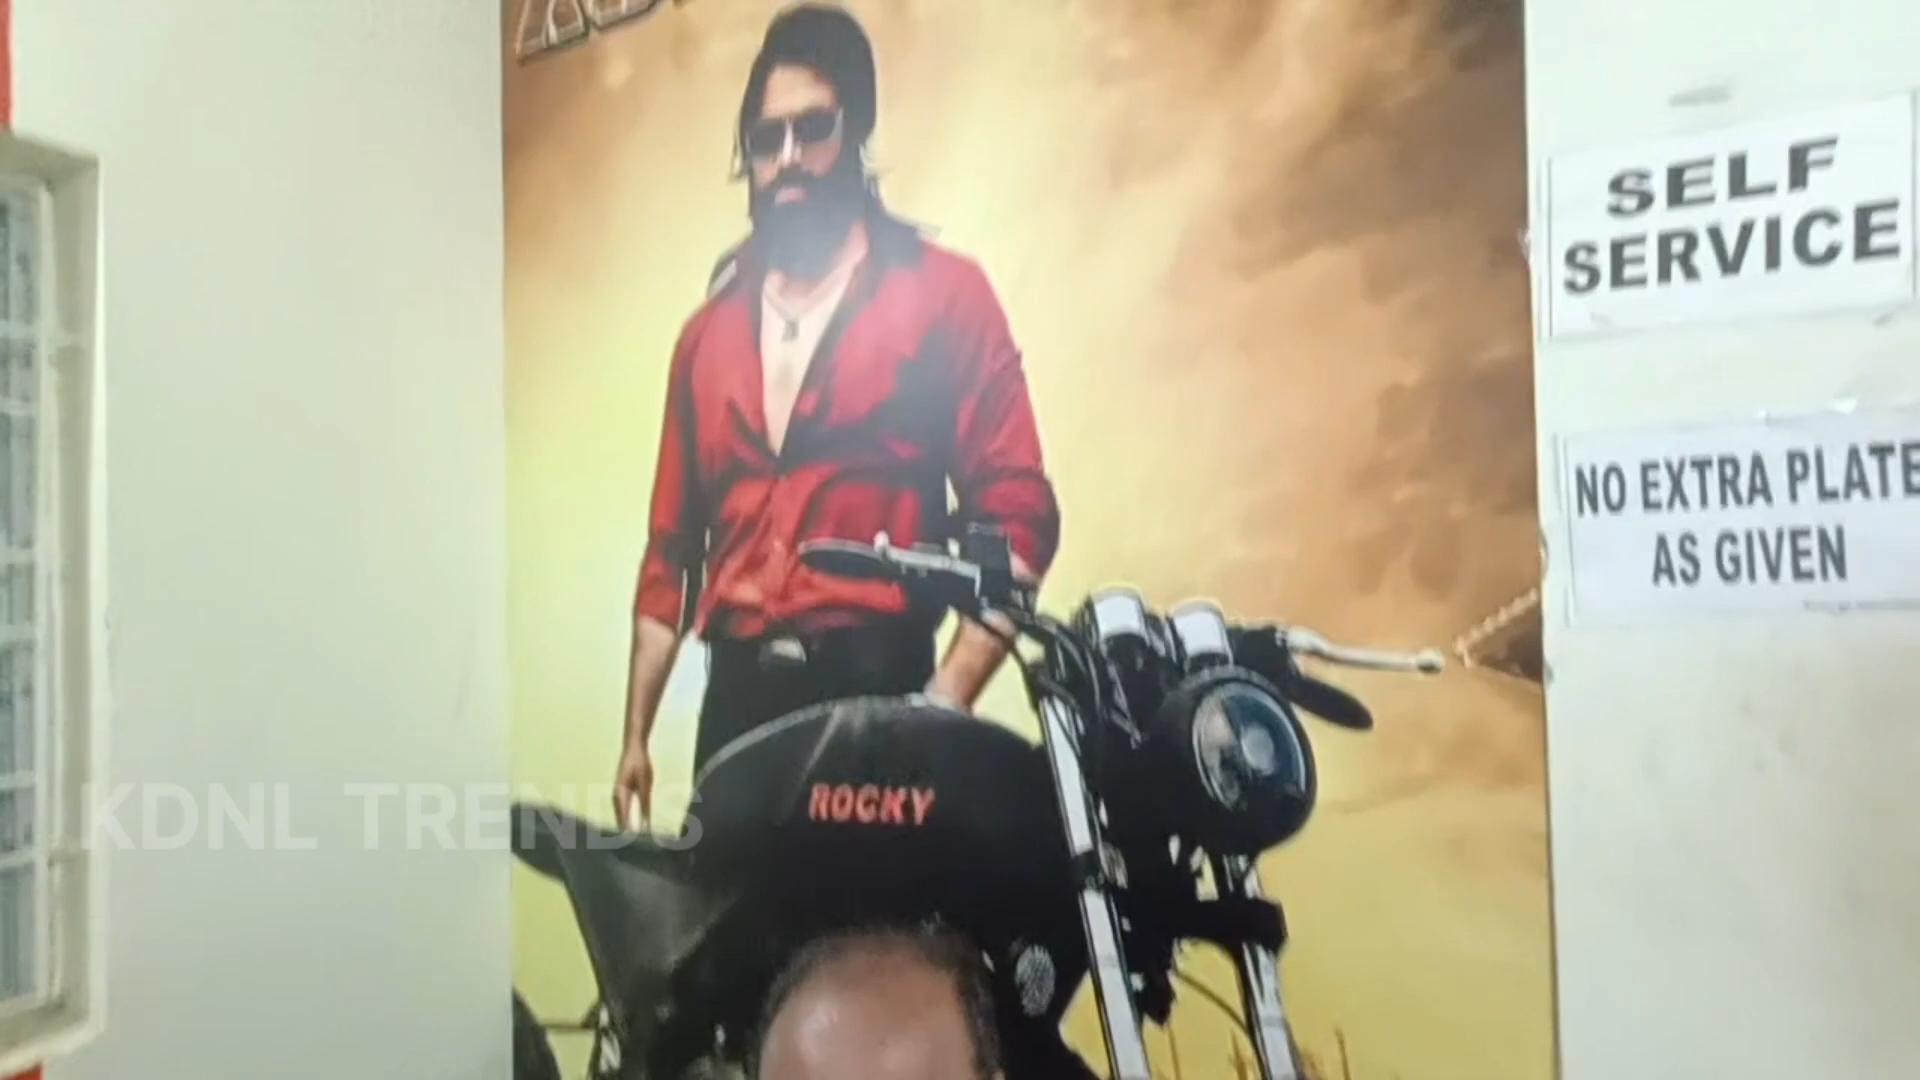 SELF
SERVICE
NO EXTRA PLATE
AS GIVEN
ROCKY
KDNL TRENDS